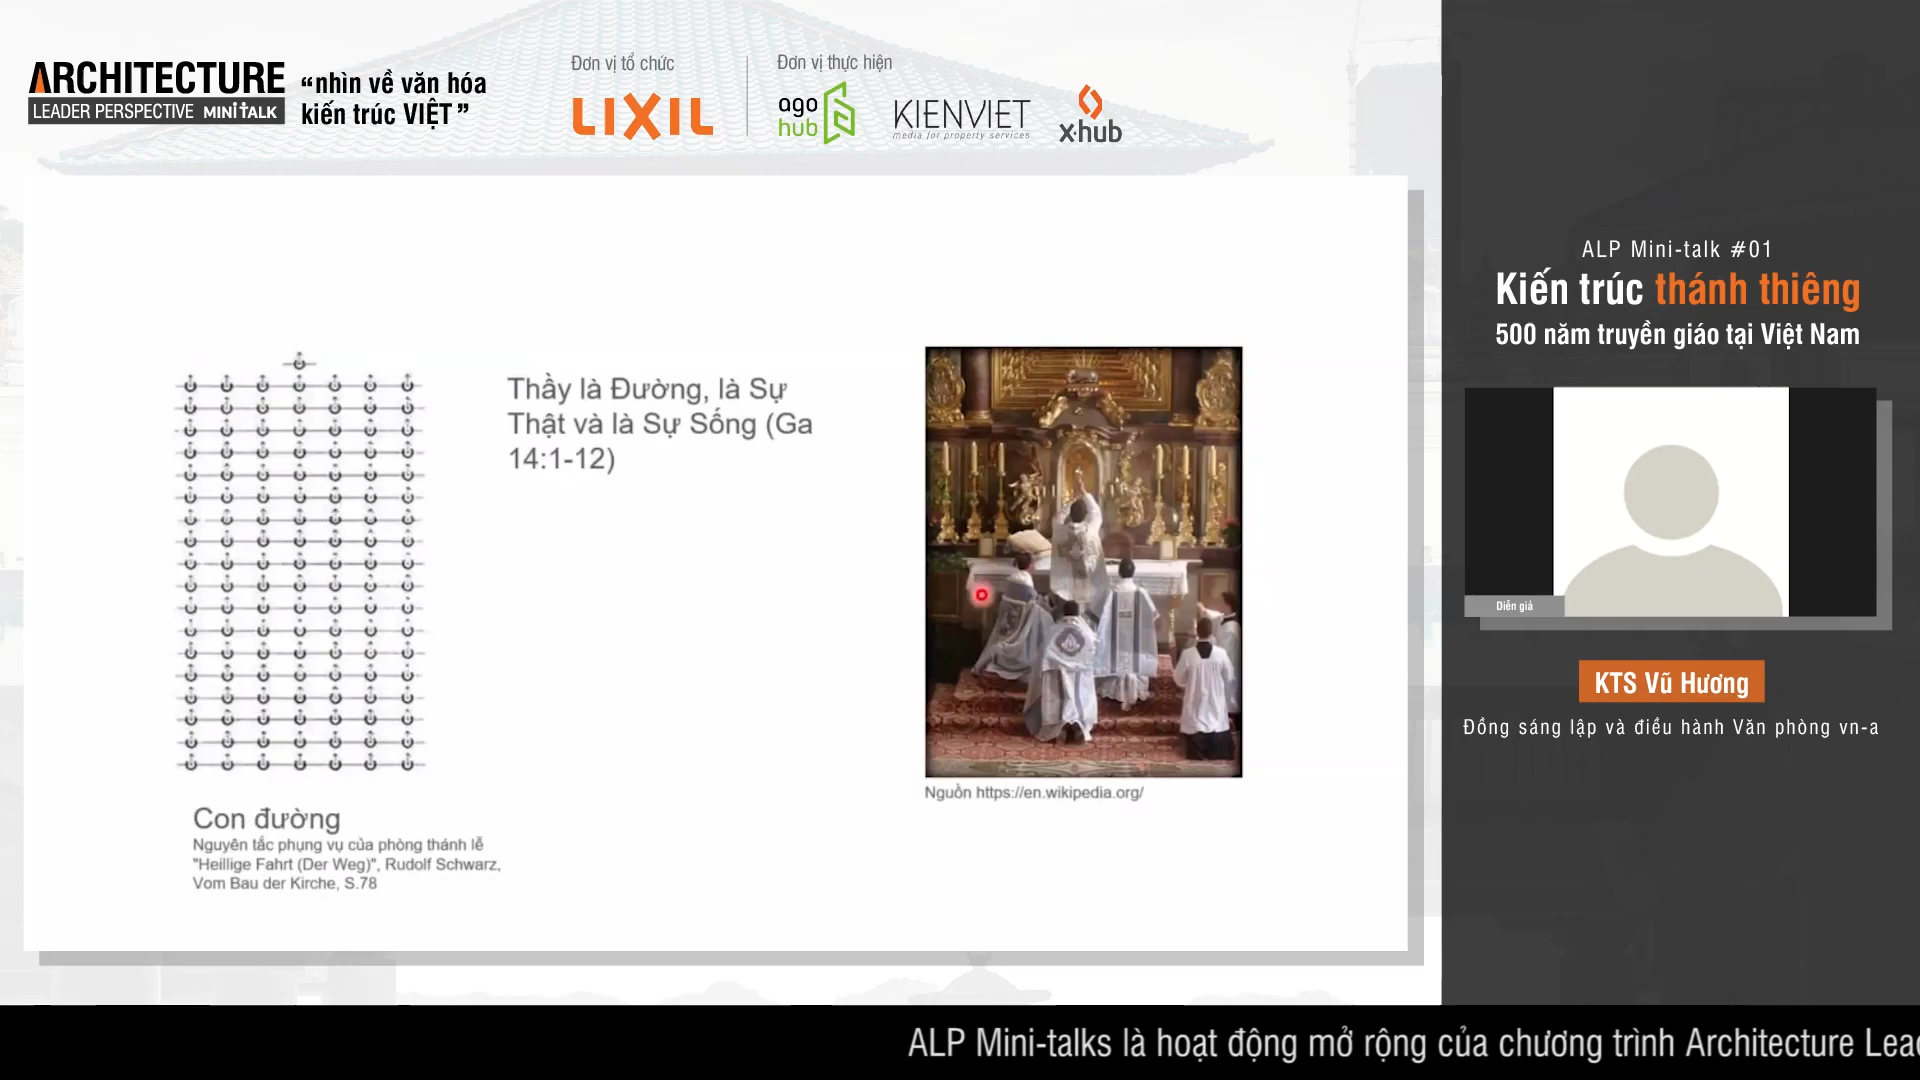 ARCHITECTURE
LEADER PERSPECTIVE MINI TALK
“nhìn về văn hóa
kiến trúc VIỆT”
Đơn vị tổ chức
LIXIL
Đơn vị thực hiện
ago
hub
KIENVIET
media for property services
x·hub
Thầy là Đường, là Sự
Thật và là Sự Sống (Ga
14:1-12)
Con đường
Nguyên tắc phụng vụ của phòng thánh lễ
"Heillige Fahrt (Der Weg)", Rudolf Schwarz,
Vom Bau der Kirche, S.78
Nguồn https://en.wikipedia.org/
ALP Mini-talk #01
Kiến trúc thánh thiêng
500 năm truyền giáo tại Việt Nam
Diễn giả
KTS Vũ Hương
Đồng sáng lập và điều hành Văn phòng vn-a
ALP Mini-talks là hoạt động mở rộng của chương trình Architecture Lea